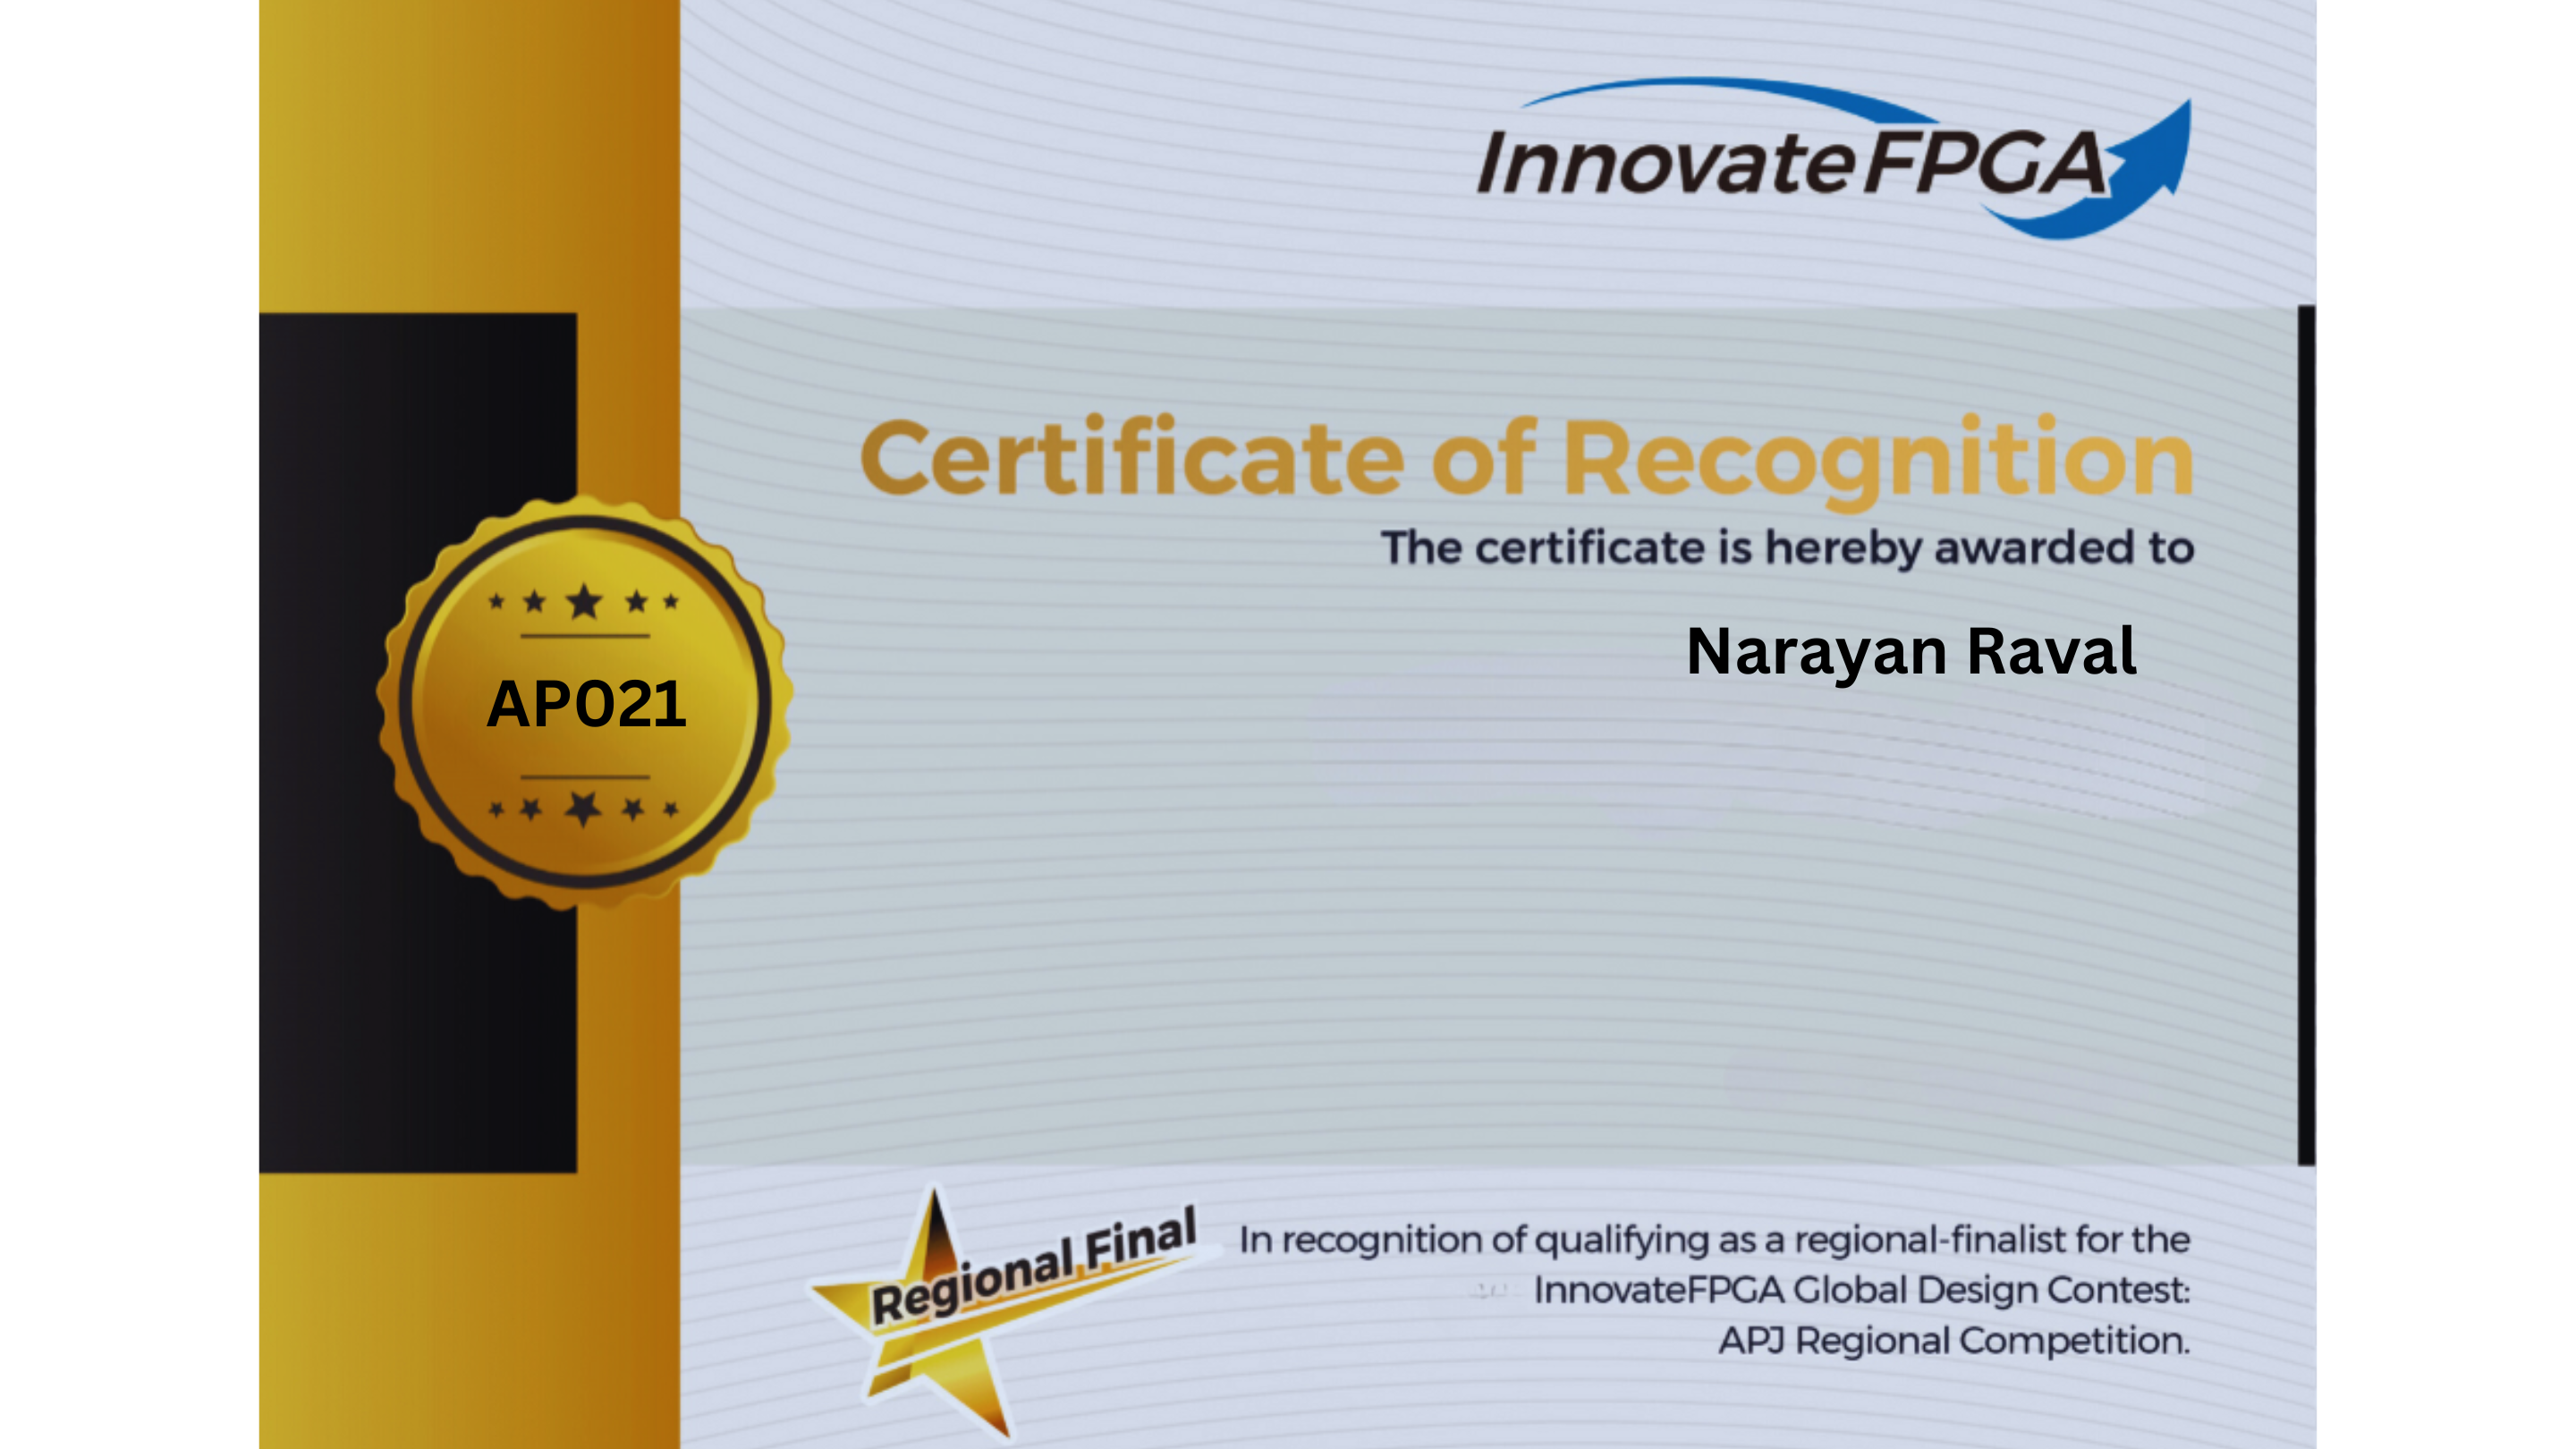 InnovateFPGA
Certificate of Recognition
The certificate is hereby awarded to
Narayan Raval
AP021
Regional Final
In recognition of qualifying as a regional-finalist for the
InnovateFPGA Global Design Contest:
APJ Regional Competition.